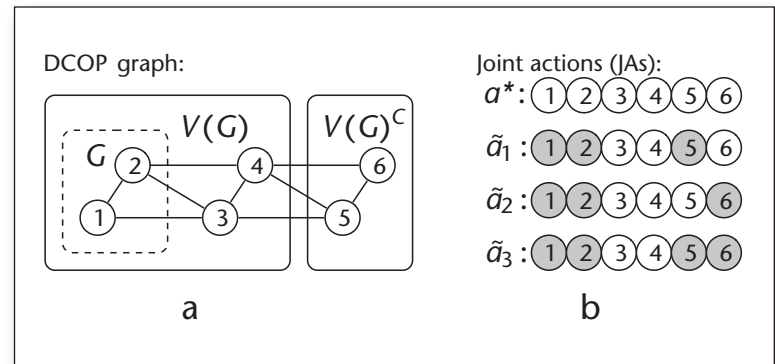 DCOP graph:
V(G)
V(G)^C
G
2
4
6
1
3
5
a
Joint actions (JAs):
a*: 1 2 3 4 5 6
ã₁ : 1 2 3 4 5 6
ã₂ : 1 2 3 4 5 6
ã₃ : 1 2 3 4 5 6
b